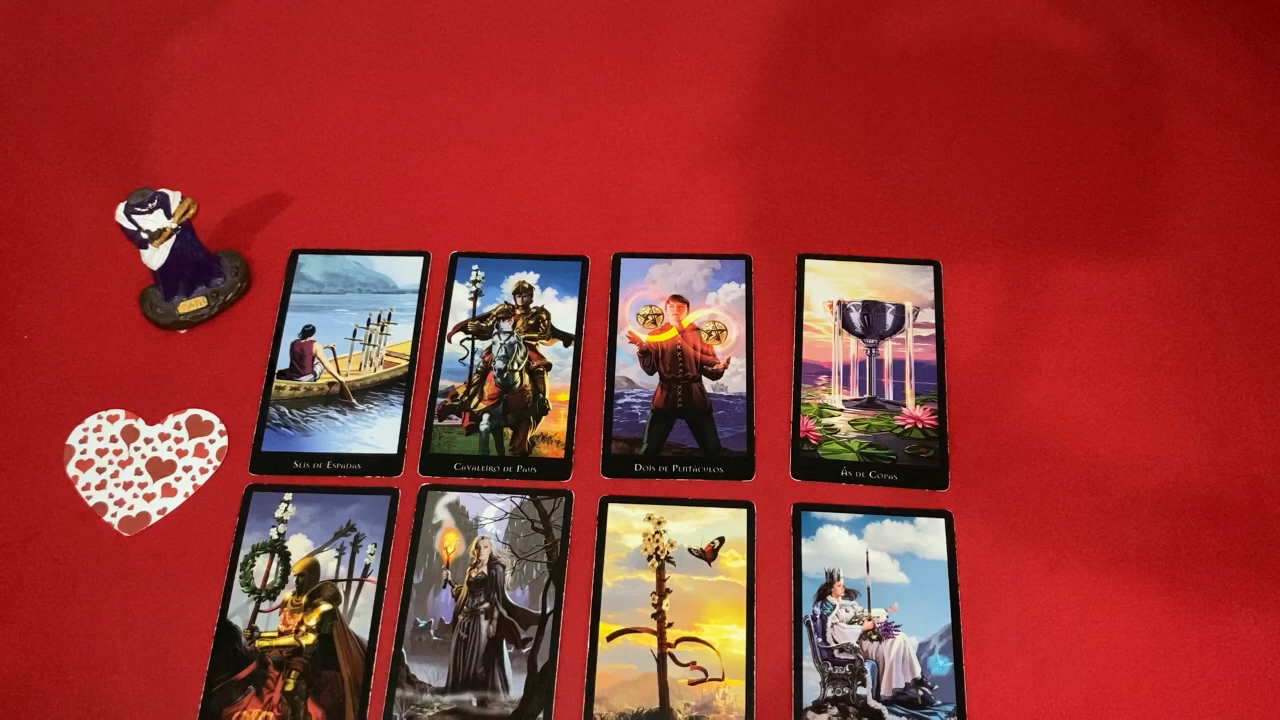 Seis de Espadas
Cavaleiro de Paus
Dois de Pentáculos
Ás de Copas